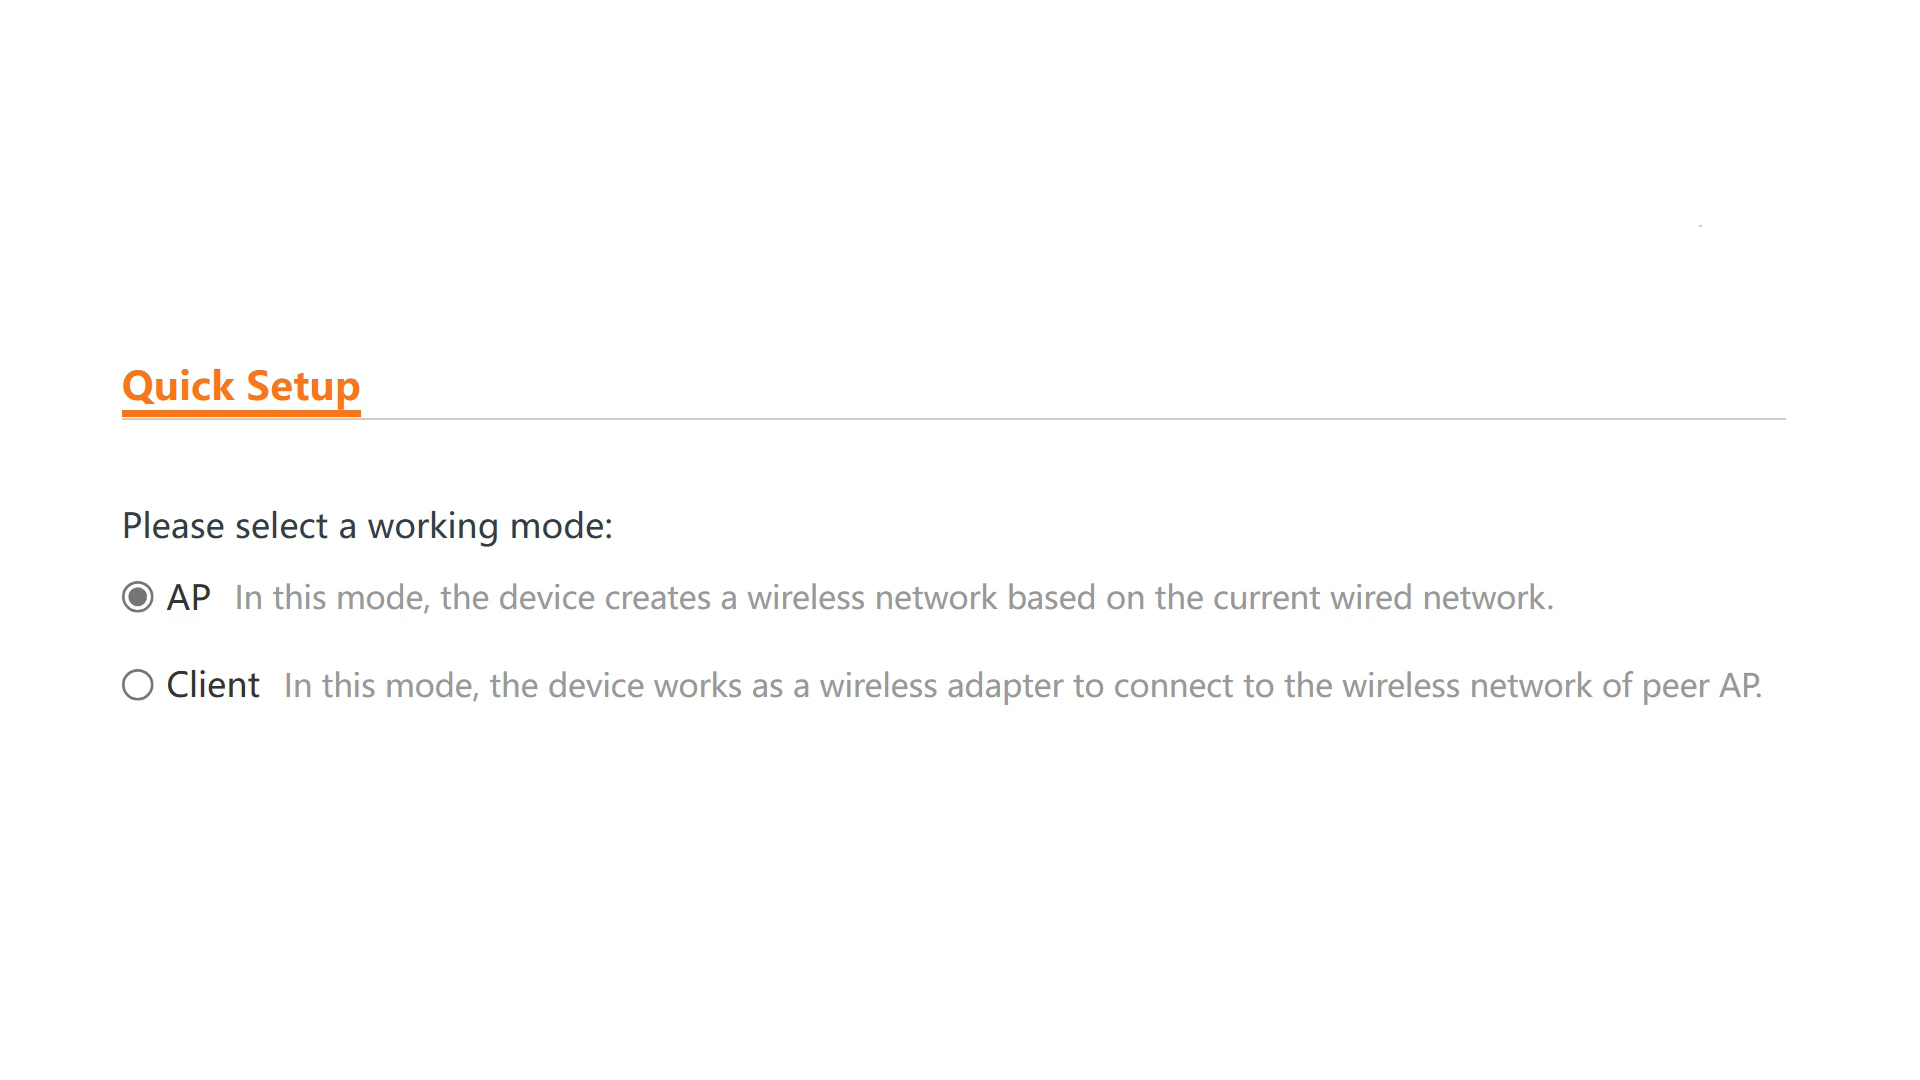 Quick Setup
Please select a working mode:
AP In this mode, the device creates a wireless network based on the current wired network.
Client In this mode, the device works as a wireless adapter to connect to the wireless network of peer AP.